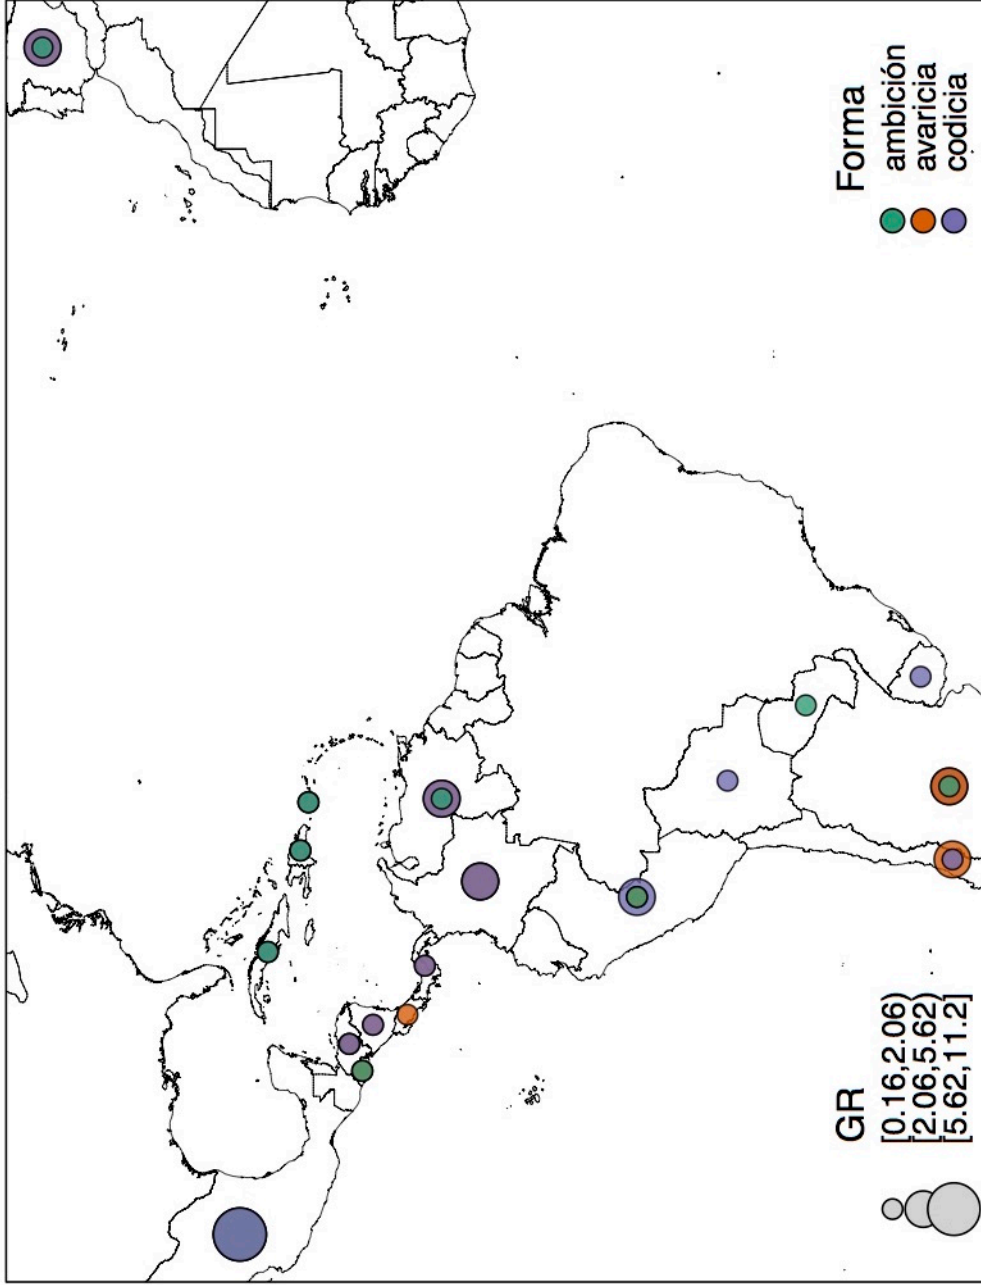 GR
[0.16,2.06)
[2.06,5.62)
[5.62,11.2]
Forma
ambición
avaricia
codicia